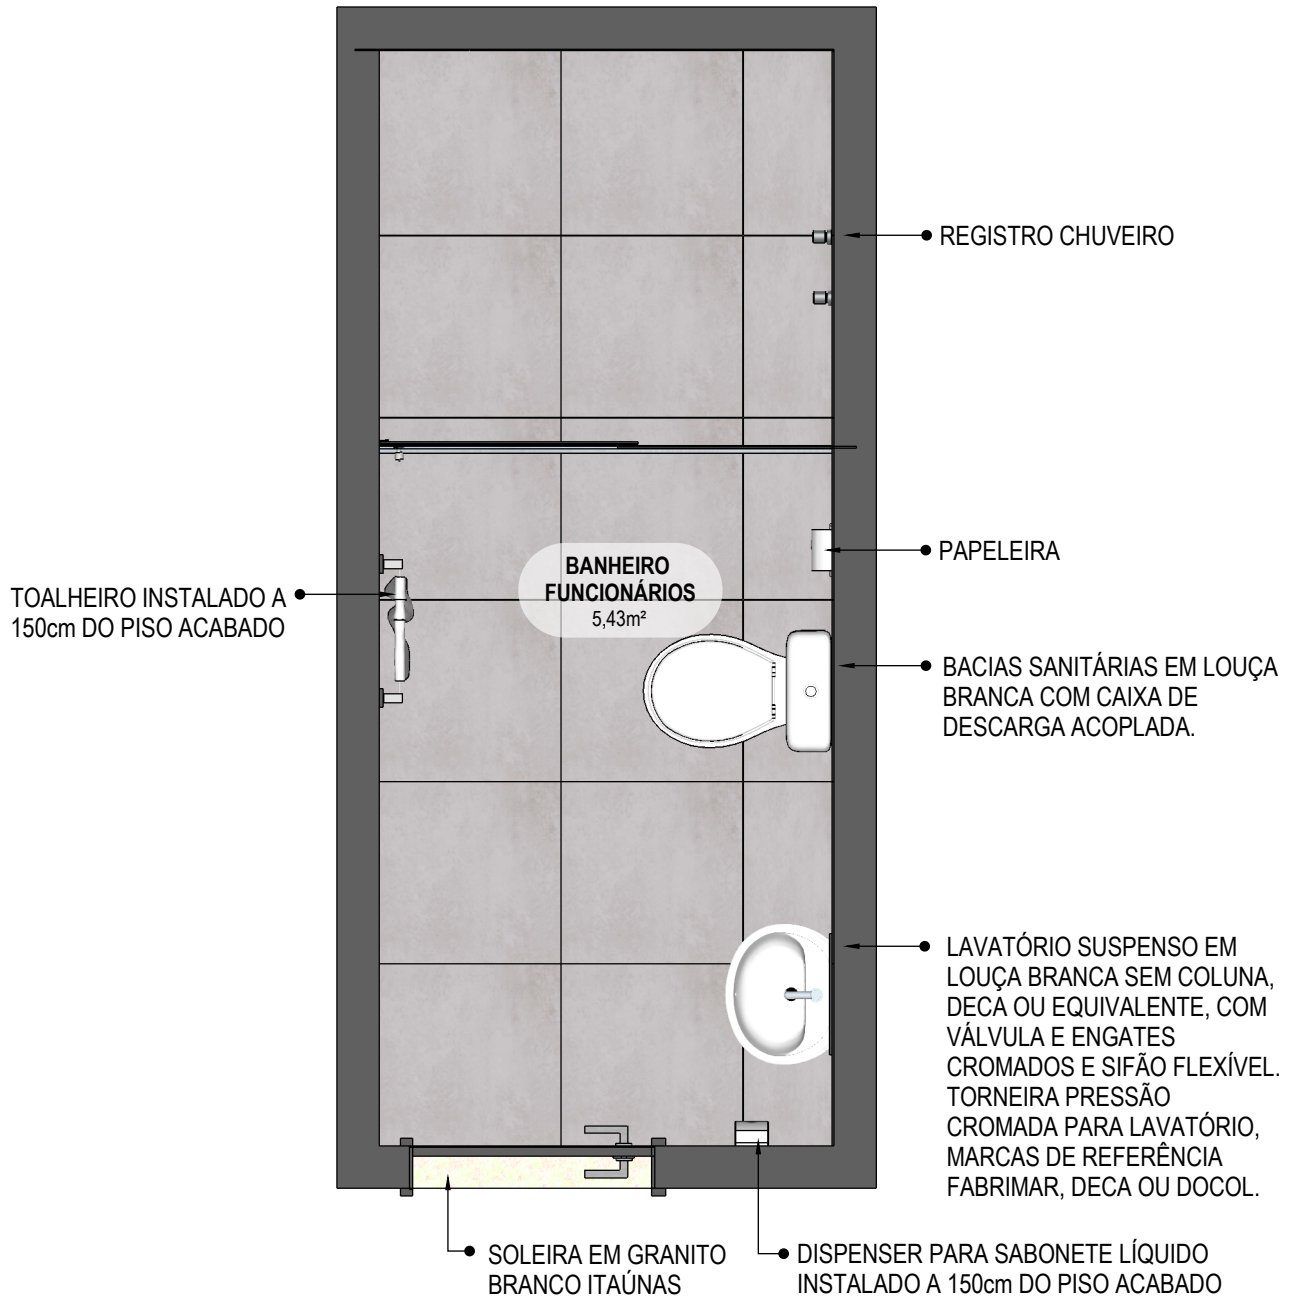 REGISTRO CHUVEIRO
PAPELEIRA
BANHEIRO
FUNCIONÁRIOS
5,43m²
TOALHEIRO INSTALADO A
150cm DO PISO ACABADO
BACIAS SANITÁRIAS EM LOUÇA
BRANCA COM CAIXA DE
DESCARGA ACOPLADA.
LAVATÓRIO SUSPENSO EM
LOUÇA BRANCA SEM COLUNA,
DECA OU EQUIVALENTE, COM
VÁLVULA E ENGATES
CROMADOS E SIFÃO FLEXÍVEL.
TORNEIRA PRESSÃO
CROMADA PARA LAVATÓRIO,
MARCAS DE REFERÊNCIA
FABRIMAR, DECA OU DOCOL.
SOLEIRA EM GRANITO
BRANCO ITAÚNAS
DISPENSER PARA SABONETE LÍQUIDO
INSTALADO A 150cm DO PISO ACABADO